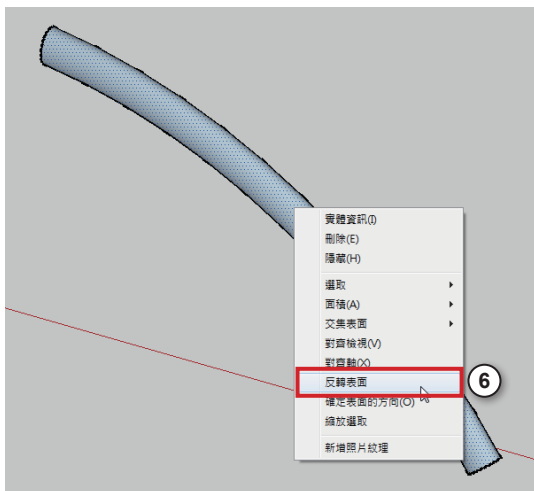 實體資訊(I)
刪除(E)
隱藏(H)
選取
面積(A)
交集表面
對齊檢視(V)
對齊軸(X)
反轉表面
6
確定表面的方向(O)
縮放選取
新增照片紋理